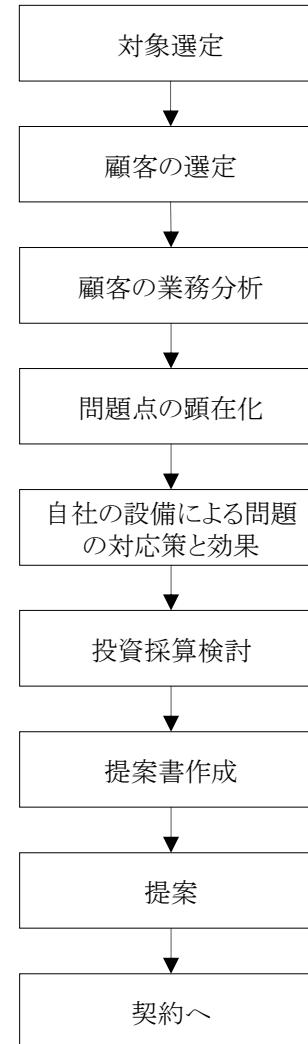 対象選定
顧客の選定
顧客の業務分析
問題点の顕在化
自社の設備による問題
の対応策と効果
投資採算検討
提案書作成
提案
契約へ